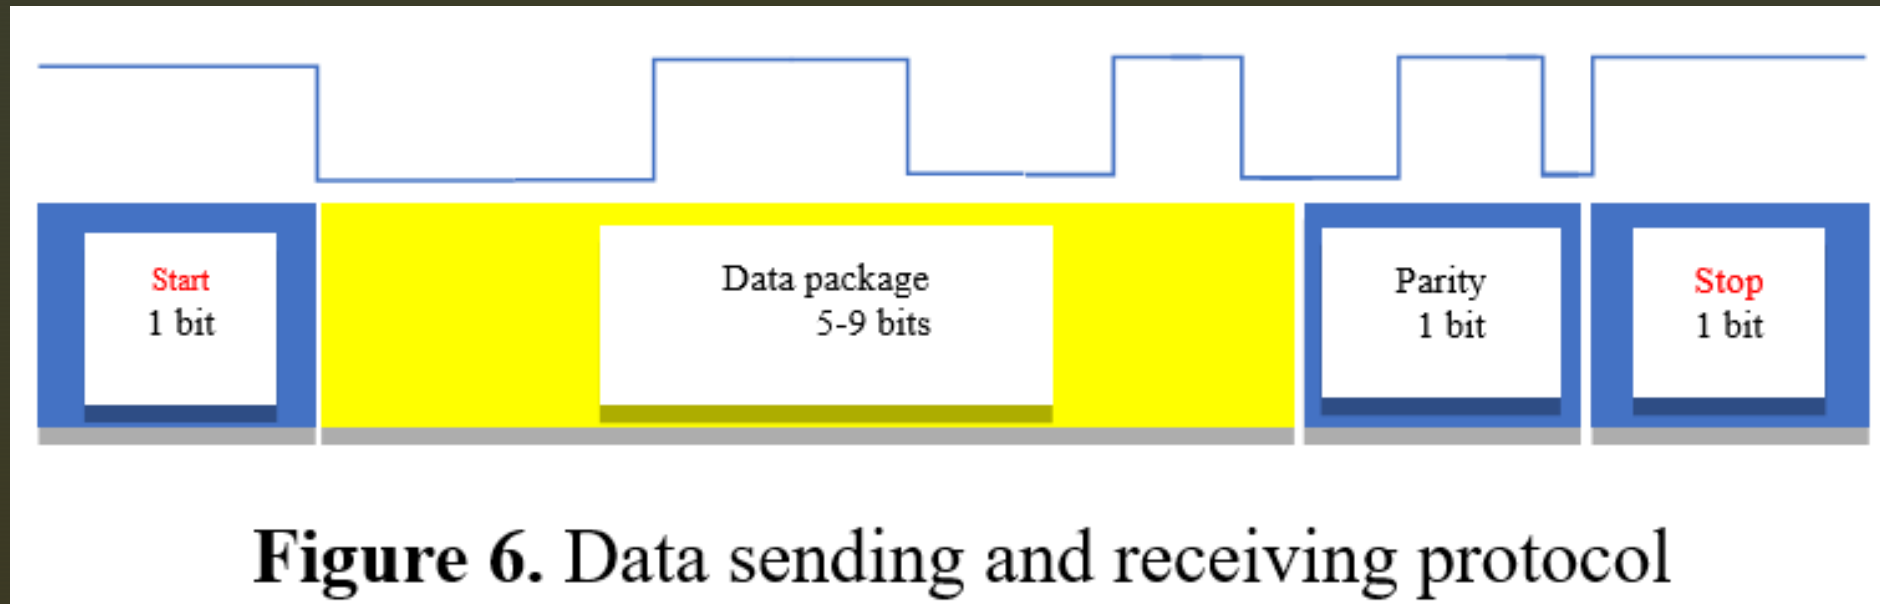 Start
1 bit
Data package
5-9 bits
Parity
1 bit
Stop
1 bit
Figure 6. Data sending and receiving protocol